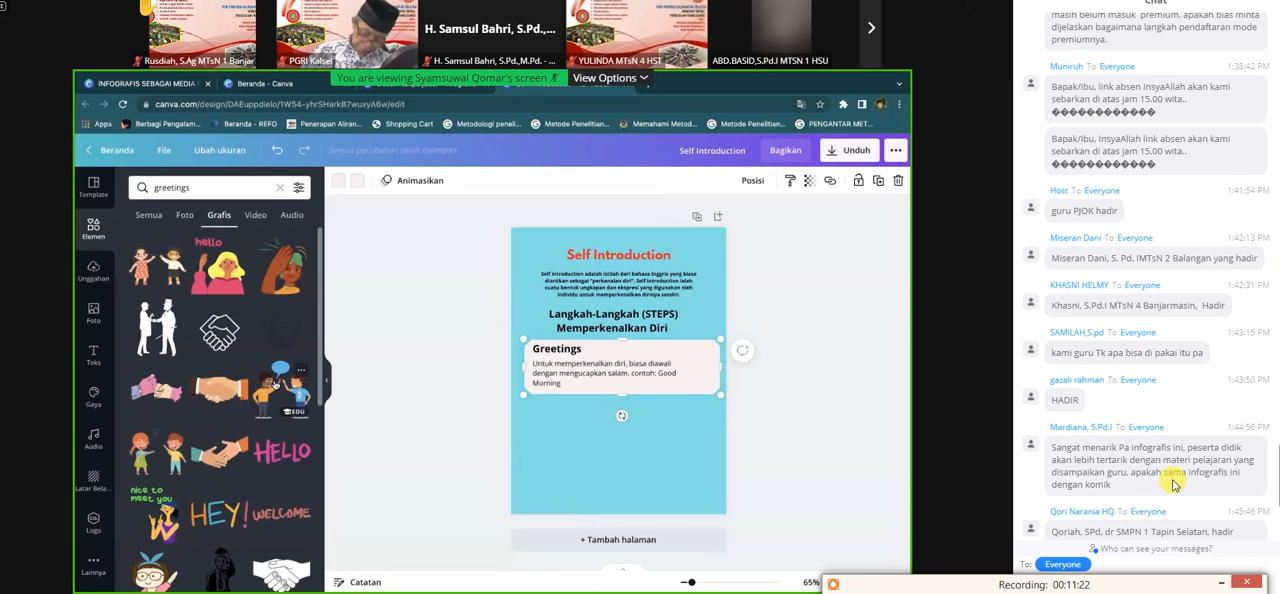 Rusdiah, S.Ag MTsN 1 Banjar
PGRI Kalsel
H. Samsul Bahri, S.Pd.,...
H. Samsul Bahri, S.Pd.,M.Pd. - ...
YULINDA MTsN 4 HST
ABD.BASID,S.Pd.I MTSN 1 HSU
You are viewing Syamsuwal Qomar's screen
View Options
INFOGRAFIS SEBAGAI MEDIA
Beranda - Canva
canva.com/design/DAEuppdielo/1W54-yhrSHarkB7wuxyA6w/edit
Apps
Berbagi Pengalam...
Beranda - REFO
Penerapan Aliran...
Shopping Cart
Metodologi peneli...
Metode Penelitian...
Memahami Metod...
Metode Penelitian...
PENGANTAR MET...
Beranda
File
Ubah ukuran
Semua perubahan telah disimpan
Self Introduction
Bagikan
Unduh
Template
Elemen
Unggahan
Foto
Teks
Gaya
Audio
Latar Bela...
Logo
Lainnya
greetings
Semua
Foto
Grafis
Video
Audio
hello
EDU
HELLO
nice to
meet you
HEY!
WELCOME
Animasikan
Posisi
Self Introduction
Self introduction adalah istilah dari bahasa Inggris yang biasa
diartikan sebagai "perkenalan diri". Self introduction ialah
suatu bentuk ungkapan dan ekspresi yang digunakan oleh
individu untuk memperkenalkan dirinya sendiri.
Langkah-Langkah (STEPS)
Memperkenalkan Diri
Greetings
Untuk memperkenalkan diri, biasa diawali
dengan mengucapkan salam. contoh: Good
Morning
+ Tambah halaman
Catatan
65%
Chat
masih belum masuk premium, apakah bias minta
dijelaskan bagaimana langkah pendaftaran mode
premiumnya.
Muniruh To Everyone
1:38:42 PM
Bapak/Ibu, link absen InsyaAllah akan kami
sebarkan di atas jam 15.00 wita..
Bapak/ibu, InsyaAllah link absen akan kami
sebarkan di atas jam 15.00 wita..
Host To Everyone
1:41:54 PM
guru PJOK hadir
Miseran Dani To Everyone
1:42:13 PM
Miseran Dani, S. Pd. IMTsN 2 Balangan yang hadir
KHASNI HELMY To Everyone
1:42:31 PM
Khasni, S.Pd.I MTsN 4 Banjarmasin, Hadir
SAMILAH,S.pd To Everyone
1:43:15 PM
kami guru Tk apa bisa di pakai itu pa
gazali rahman To Everyone
1:43:50 PM
HADIR
Mardiana, S.Pd.I To Everyone
1:44:56 PM
Sangat menarik Pa infografis ini, peserta didik
akan lebih tertarik dengan materi pelajaran yang
disampaikan guru, apakah sama infografis ini
dengan komik
Qori Narania HQ To Everyone
1:45:46 PM
Qoriah, SPd, dr SMPN 1 Tapin Selatan, hadir
Who can see your messages?
To: Everyone
Recording: 00:11:22